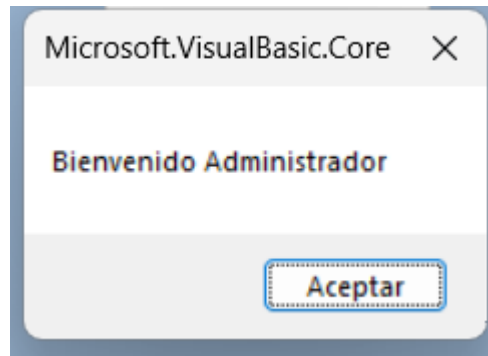 Microsoft.VisualBasic.Core
Bienvenido Administrador
Aceptar